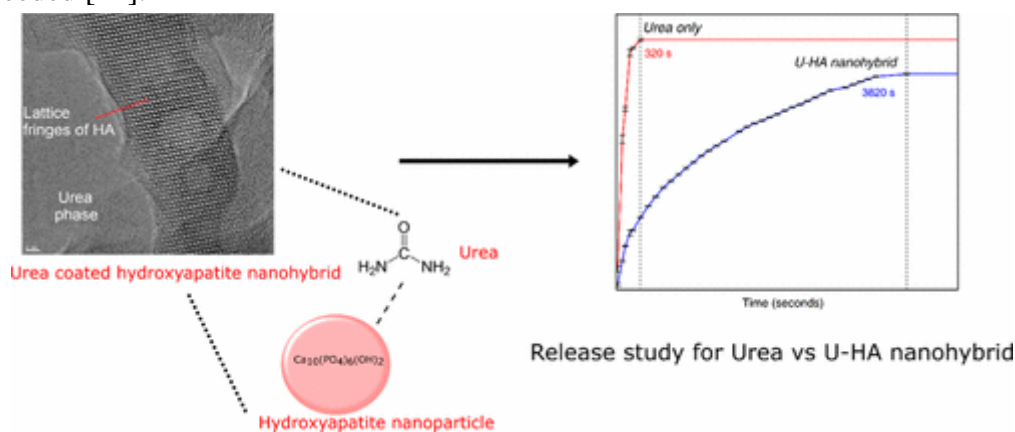 Lattice
fringes of HA
Urea
phase
Urea coated hydroxyapatite nanohybrid
O
C
H₂N
NH₂
Urea
Ca₁₀(PO₄)₆(OH)₂
Hydroxyapatite nanoparticle
Urea only
320 s
U-HA nanohybrid
3820 s
Time (seconds)
Release study for Urea vs U-HA nanohybrid